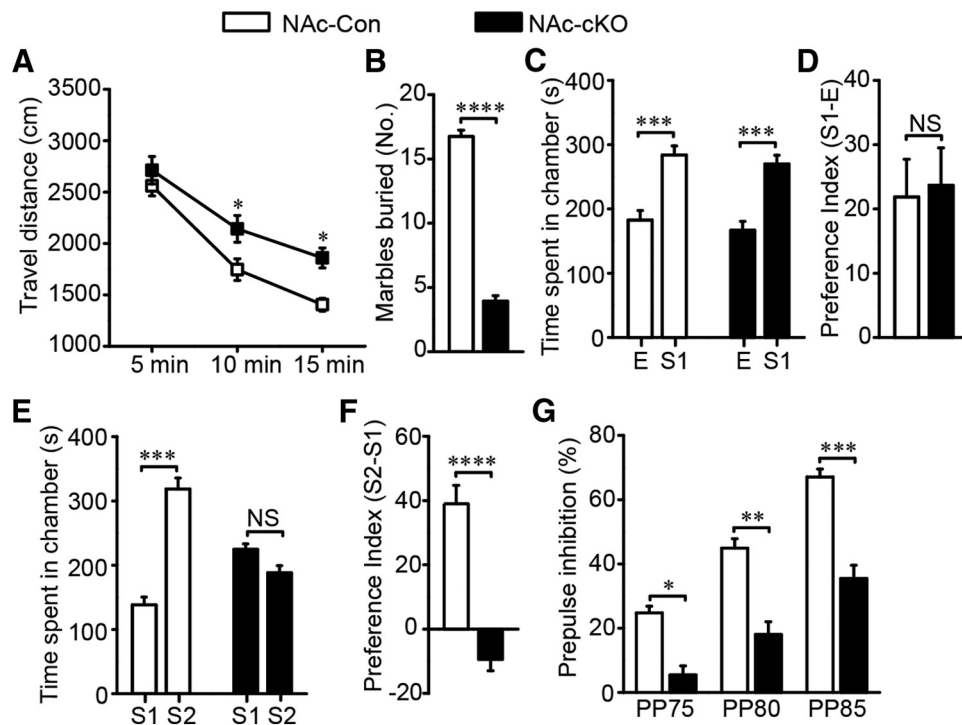 NAc-Con NAc-cKO
A
Travel distance (cm)
3500
3000
2500
2000
1500
1000
* *
5 min 10 min 15 min
B
Marbles buried (No.)
20
15
10
5
0
****
C
Time spent in chamber (s)
400
300
200
100
0
*** ***
E S1 E S1
D
Preference Index (S1-E)
40
30
20
10
0
NS
E
Time spent in chamber (s)
400
300
200
100
0
***
NS
S1 S2 S1 S2
F
Preference Index (S2-S1)
60
40
20
0
-20
****
G
Prepulse inhibition (%)
80
60
40
20
0
*
**
***
PP75 PP80 PP85